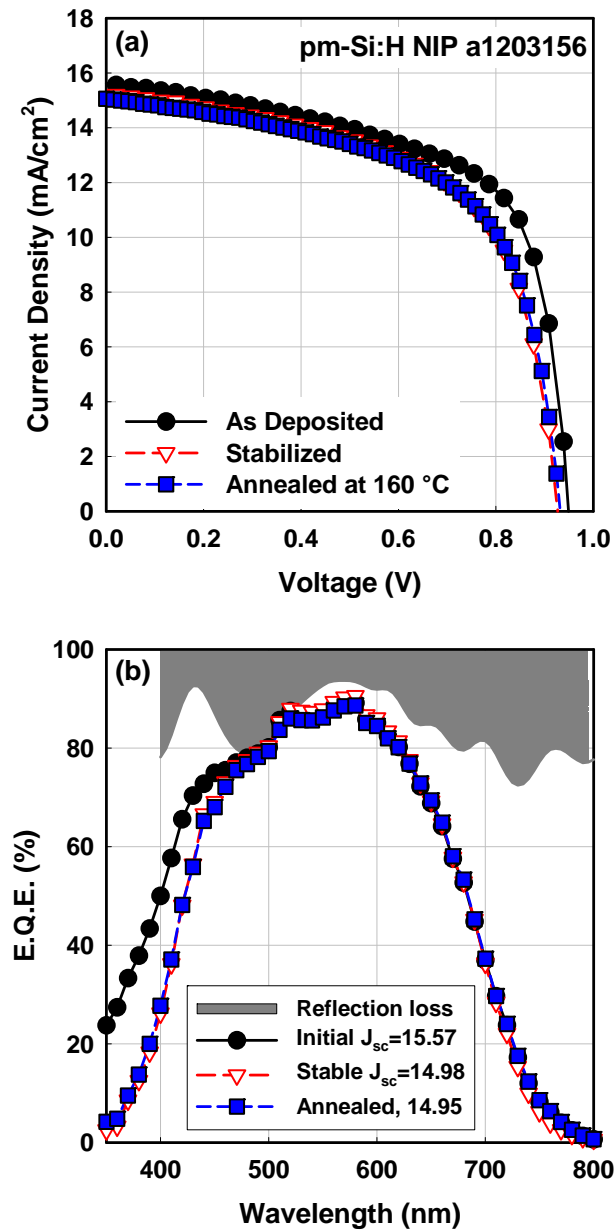 (a)
pm-Si:H NIP a1203156
Current Density (mA/cm²)
18
16
14
12
10
8
6
4
2
0
As Deposited
Stabilized
Annealed at 160 °C
0.0 0.2 0.4 0.6 0.8 1.0
Voltage (V)
(b)
E.Q.E. (%)
100
80
60
40
20
0
Reflection loss
Initial Jsc=15.57
Stable Jsc=14.98
Annealed, 14.95
400 500 600 700 800
Wavelength (nm)